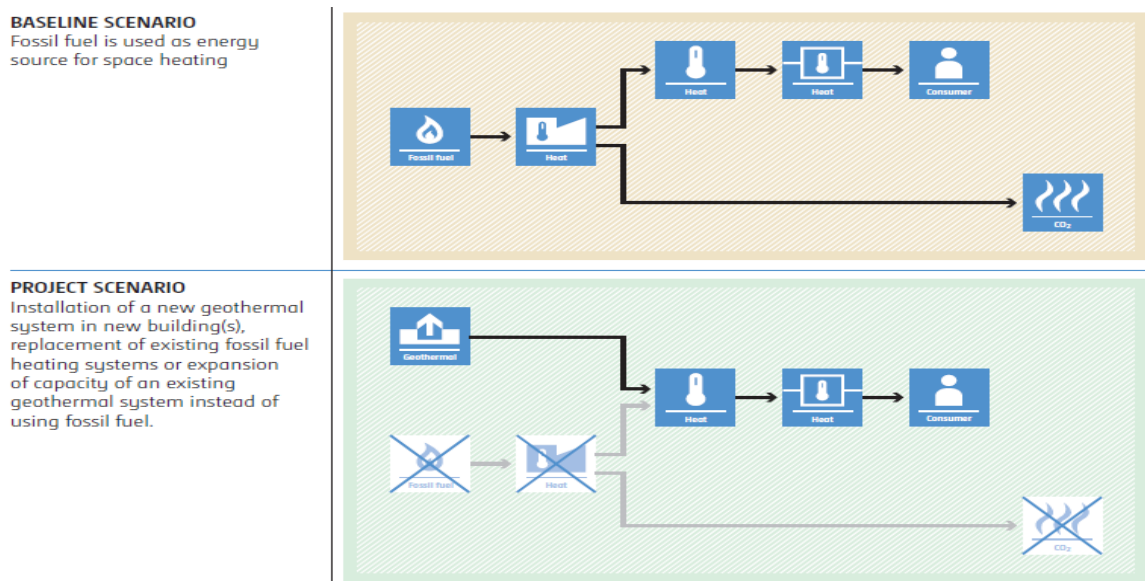 BASELINE SCENARIO
Fossil fuel is used as energy
source for space heating
Heat
Heat
Consumer
Fossil fuel
Heat
CO₂
PROJECT SCENARIO
Installation of a new geothermal
system in new building(s),
replacement of existing fossil fuel
heating systems or expansion
of capacity of an existing
geothermal system instead of
using fossil fuel.
Geothermal
Heat
Heat
Consumer
Fossil fuel
Heat
CO₂